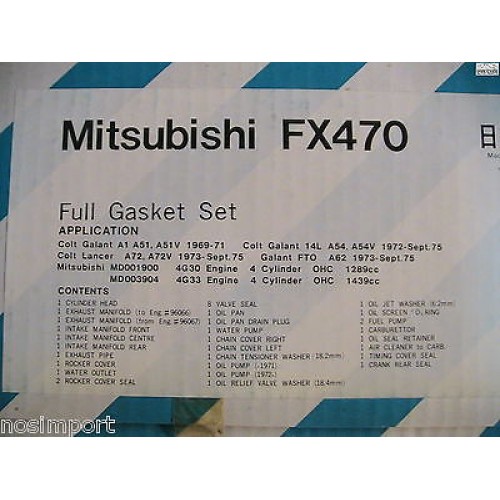 Mitsubishi FX470
日
Full Gasket Set
APPLICATION
Colt Galant A1 A51, A51V 1969-71 Colt Galant 14L A54, A54V 1972-Sept.75
Colt Lancer A72, A72V 1973-Sept.75 Galant FTO A62 1973-Sept.75
Mitsubishi MD001900 4G30 Engine 4 Cylinder OHC 1289cc
MD003904 4G33 Engine 4 Cylinder OHC 1439cc
CONTENTS
1 CYLINDER HEAD
1 EXHAUST MANIFOLD (to Eng.#96066)
1 EXHAUST MANIFOLD (from #96067)
1 INTAKE MANIFOLD FRONT
1 INTAKE MANIFOLD CENTRE
1 INTAKE MANIFOLD REAR
1 EXHAUST PIPE
1 ROCKER COVER
1 WATER OUTLET
2 ROCKER COVER SEAL
8 VALVE SEAL
1 OIL PAN
1 OIL PAN DRAIN PLUG
1 WATER PUMP
1 CHAIN COVER RIGHT
1 CHAIN COVER LEFT
1 CHAIN TENSIONER WASHER (18.2mm)
1 OIL PUMP (-1971)
1 OIL PUMP (1972-)
1 OIL RELIEF VALVE WASHER (18.4mm)
1 OIL JET WASHER (6.2mm)
1 OIL SCREEN "O" RING
2 FUEL PUMP
1 CARBURETTOR
1 OIL SEAL RETAINER
1 AIR CLEANER to CARB.
1 TIMING COVER SEAL
1 CRANK REAR SEAL
nosimport